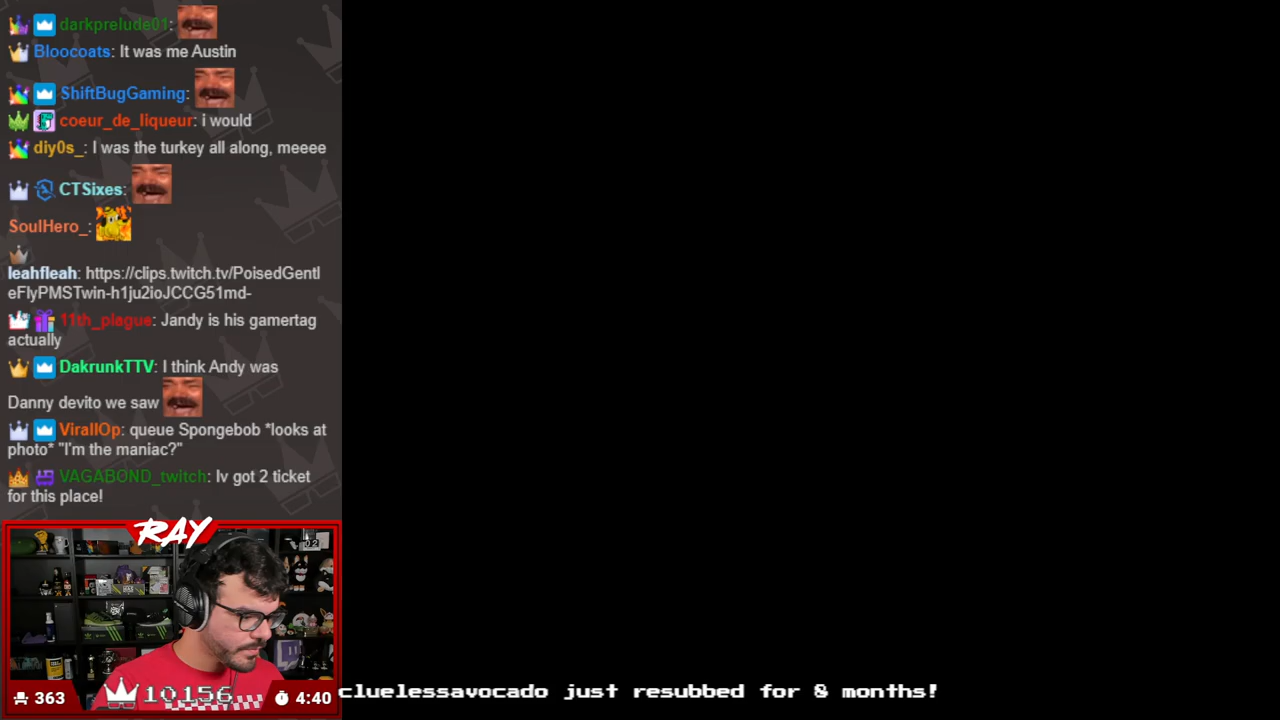 darkprelude01:
Bloocoats: It was me Austin
ShiftBugGaming:
coeur_de_liqueur: i would
diy0s_: I was the turkey all along, meeee
CTSixes:
SoulHero_:
leahfleah: https://clips.twitch.tv/PoisedGentl
eFlyPMSTwin-h1ju2ioJCCG51md-
11th_plague: Jandy is his gamertag
actually
DakrunkTTV: I think Andy was
Danny devito we saw
VirallOp: queue Spongebob *looks at
photo* "I'm the maniac?"
VAGABOND_twitch: Iv got 2 ticket
for this place!
RAY
363
10156
4:40
cluelessavocado just resubbed for 8 months!